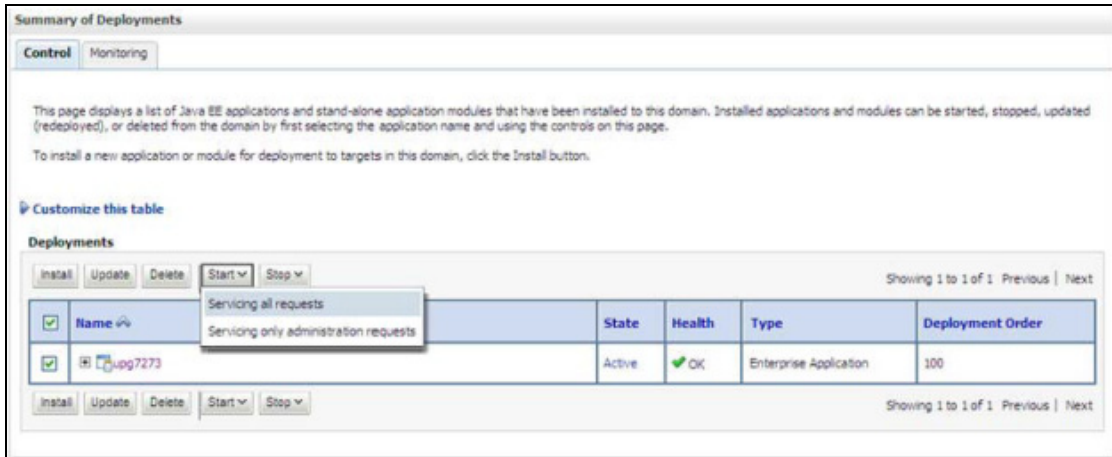 Summary of Deployments
Control Monitoring
This page displays a list of Java EE applications and stand-alone application modules that have been installed to this domain. Installed applications and modules can be started, stopped, updated
(redeployed), or deleted from the domain by first selecting the application name and using the controls on this page.
To install a new application or module for deployment to targets in this domain, click the Install button.
Customize this table
Deployments
Install Update Delete Start Stop Showing 1 to 1 of 1 Previous | Next
Servicing all requests
Servicing only administration requests
Name State Health Type Deployment Order
upg7273 Active OK Enterprise Application 100
Install Update Delete Start Stop Showing 1 to 1 of 1 Previous | Next